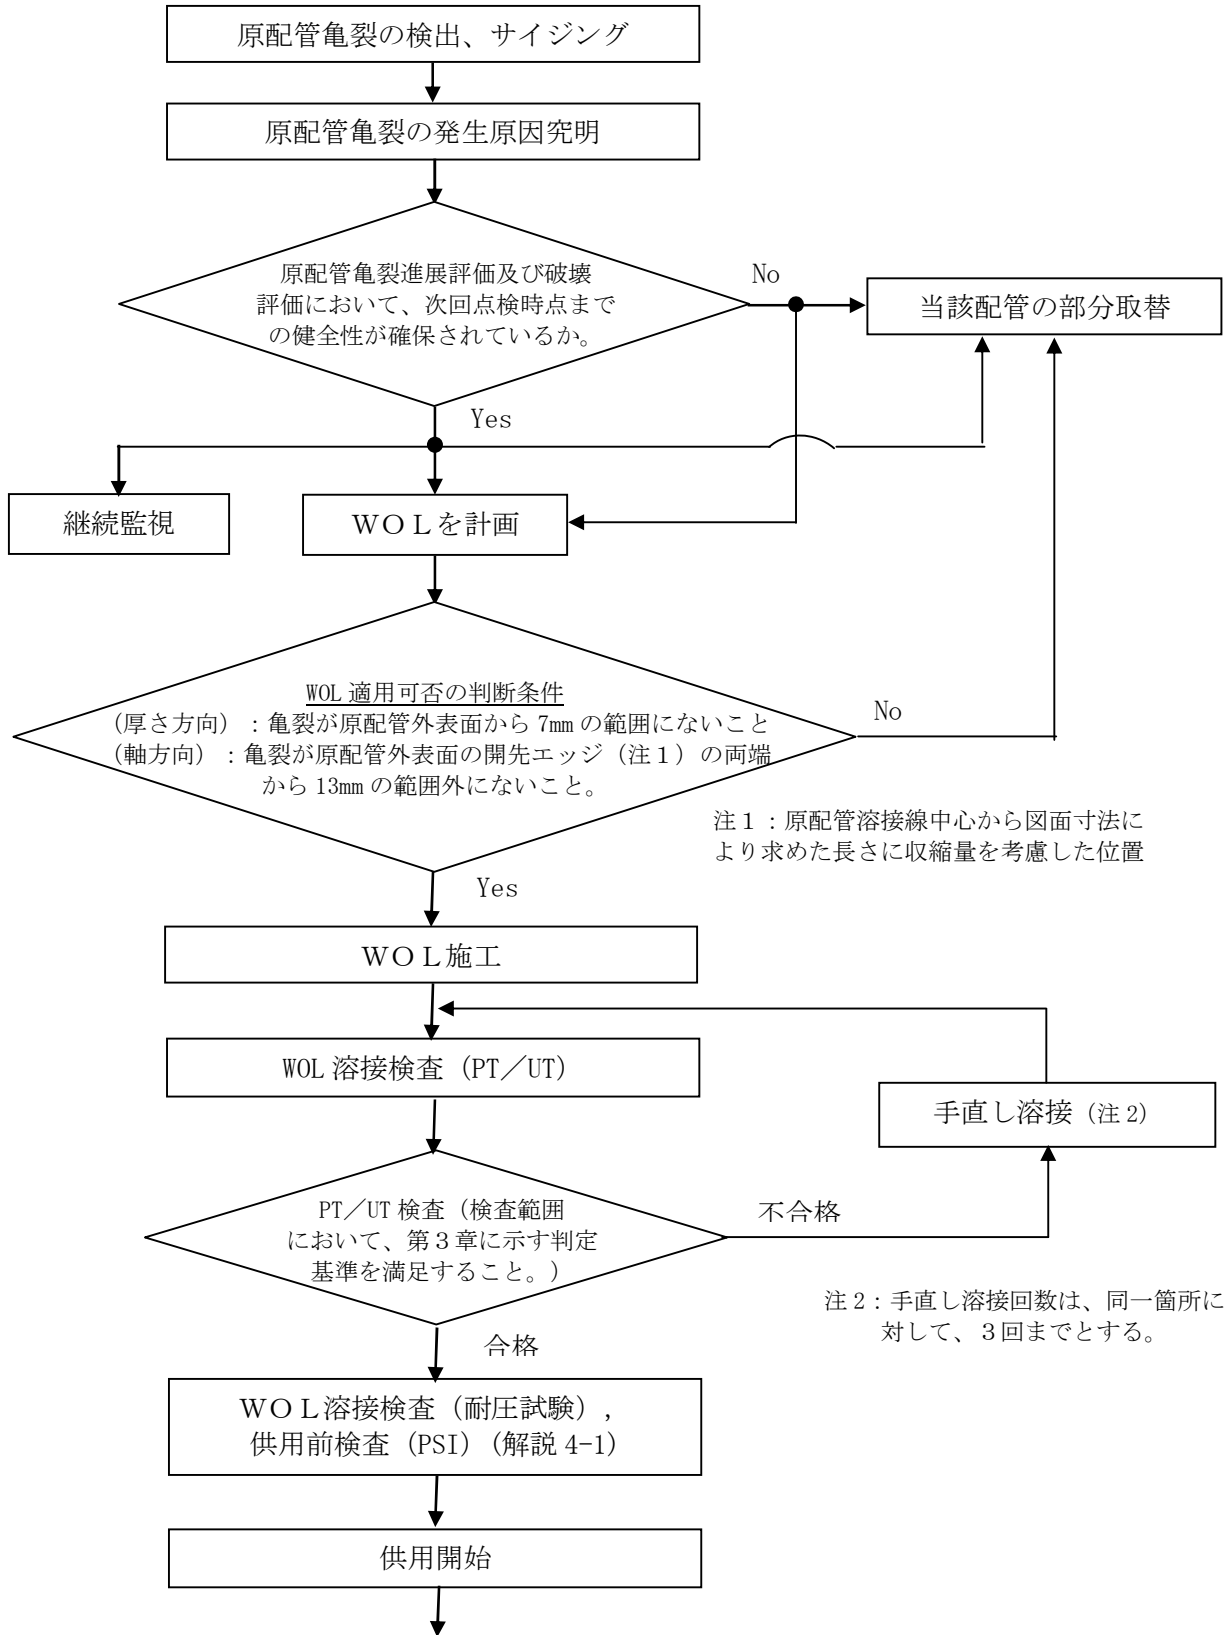 原配管亀裂の検出、サイジング
原配管亀裂の発生原因究明
原配管亀裂進展評価及び破壊
評価において、次回点検時点まで
の健全性が確保されているか。
No
当該配管の部分取替
Yes
継続監視
ＷＯＬを計画
WOL 適用可否の判断条件
(厚さ方向)：亀裂が原配管外表面から 7mm の範囲にないこと
(軸方向)：亀裂が原配管外表面の開先エッジ（注１）の両端
から 13mm の範囲外にないこと。
No
注１：原配管溶接線中心から図面寸法に
より求めた長さに収縮量を考慮した位置
Yes
ＷＯＬ施工
WOL 溶接検査（PT／UT）
手直し溶接（注 2）
PT／UT 検査（検査範囲
において、第３章に示す判定
基準を満足すること。）
不合格
注 2：手直し溶接回数は、同一箇所に
対して、３回までとする。
合格
ＷＯＬ溶接検査（耐圧試験）,
供用前検査（PSI）（解説 4-1）
供用開始